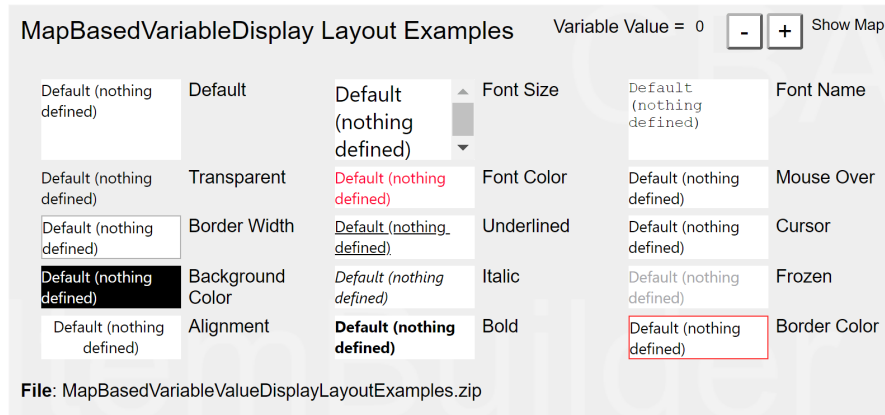 MapBasedVariableDisplay Layout Examples
Variable Value = 0
-
+
Show Map
Default (nothing
defined)
Default
Default
(nothing
defined)
Font Size
Default
(nothing
defined)
Font Name
Default (nothing
defined)
Transparent
Default (nothing
defined)
Font Color
Default (nothing
defined)
Mouse Over
Default (nothing
defined)
Border Width
Default (nothing
defined)
Underlined
Default (nothing
defined)
Cursor
Default (nothing
defined)
Background
Color
Default (nothing
defined)
Italic
Default (nothing
defined)
Frozen
Default (nothing
defined)
Alignment
Default (nothing
defined)
Bold
Default (nothing
defined)
Border Color
File: MapBasedVariableValueDisplayLayoutExamples.zip